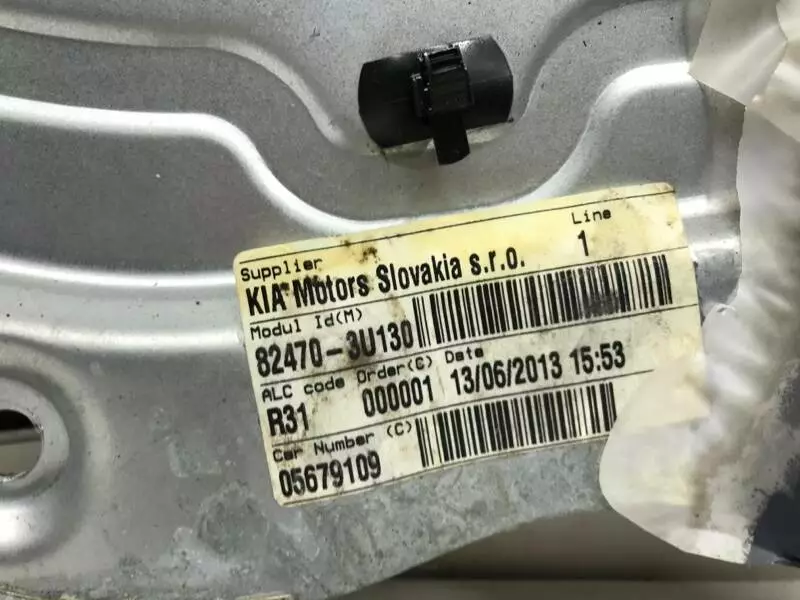 Supplier Line
KIA Motors Slovakia s.r.o. 1
Modul Id(M)
82470-3U130
ALC code Order(C) Date
R31 000001 13/06/2013 15:53
Car Number (C)
05679109